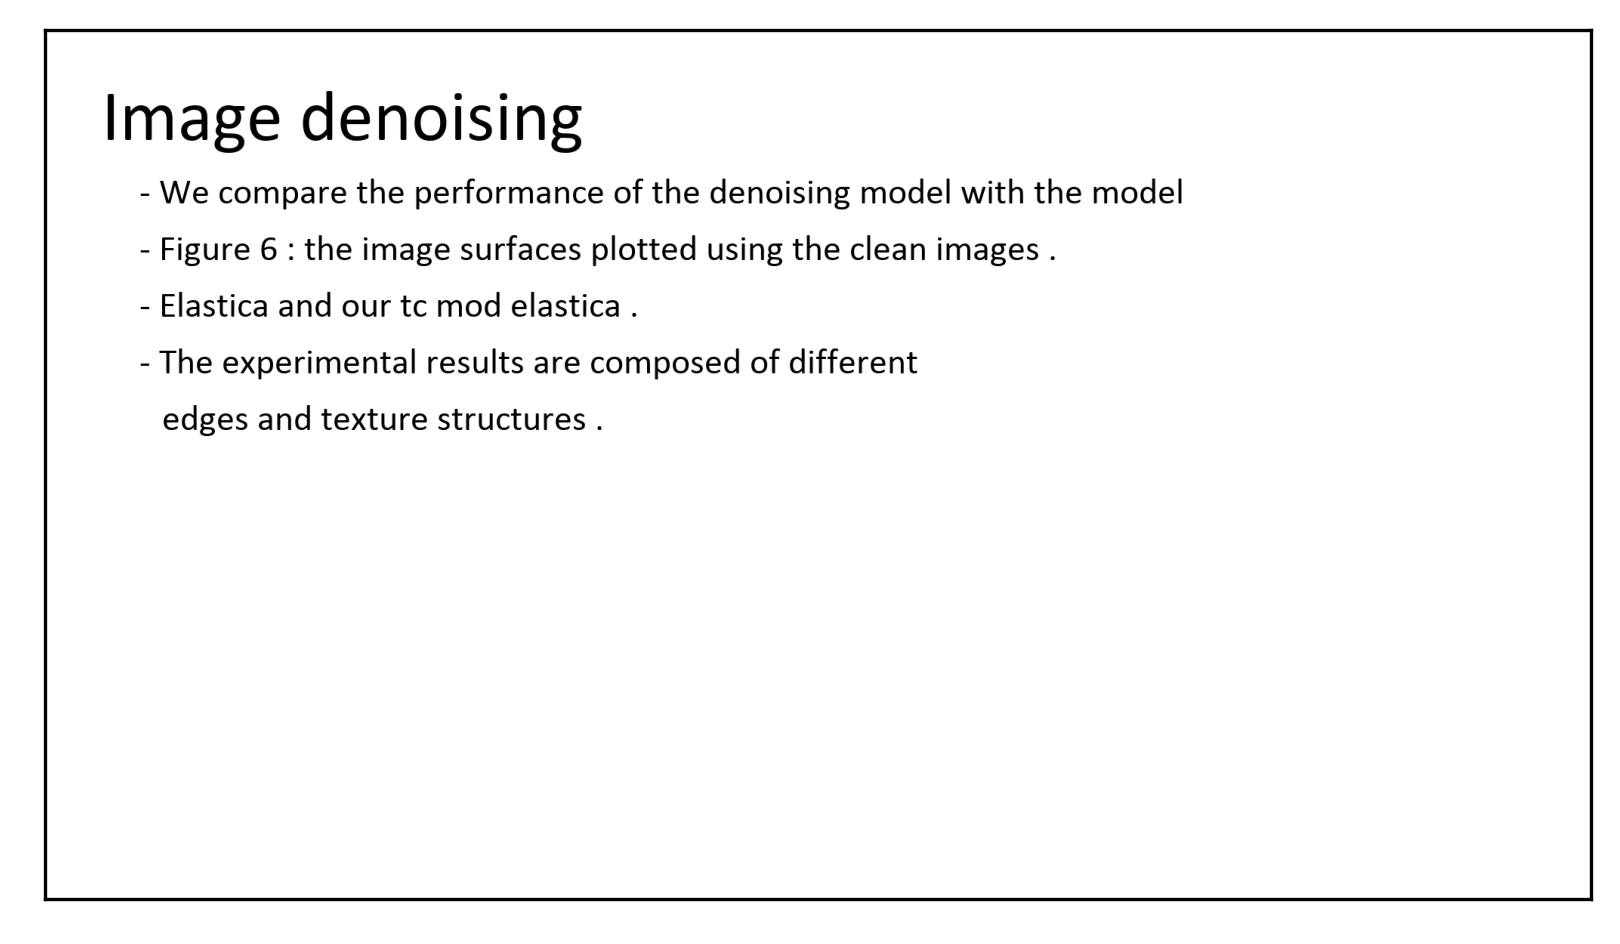 Image denoising
- We compare the performance of the denoising model with the model
- Figure 6 : the image surfaces plotted using the clean images .
- Elastica and our tc mod elastica .
- The experimental results are composed of different
edges and texture structures .